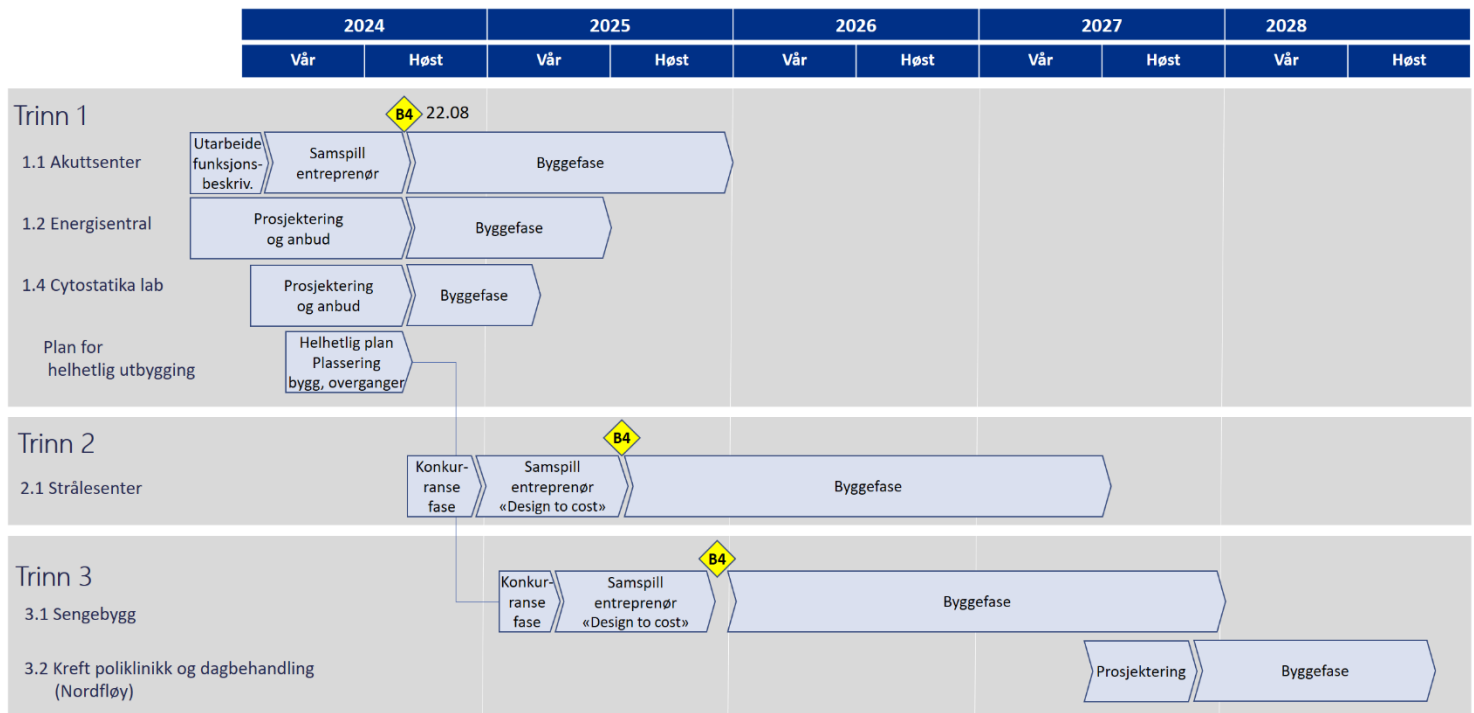 2024 2025 2026 2027 2028
Vår Høst Vår Høst Vår Høst Vår Høst Vår Høst
Trinn 1
B4 22.08
1.1 Akuttsenter
Utarbeide
funksjons-
beskriv.
Samspill
entreprenør
Byggefase
1.2 Energisentral
Prosjektering
og anbud
Byggefase
1.4 Cytostatika lab
Prosjektering
og anbud
Byggefase
Plan for
helhetlig utbygging
Helhetlig plan
Plassering
bygg, overganger
Trinn 2
B4
2.1 Strålesenter
Konkur-
ranse
fase
Samspill
entreprenør
«Design to cost»
Byggefase
Trinn 3
B4
3.1 Sengebygg
Konkur-
ranse
fase
Samspill
entreprenør
«Design to cost»
Byggefase
3.2 Kreft poliklinikk og dagbehandling
(Nordfløy)
Prosjektering
Byggefase